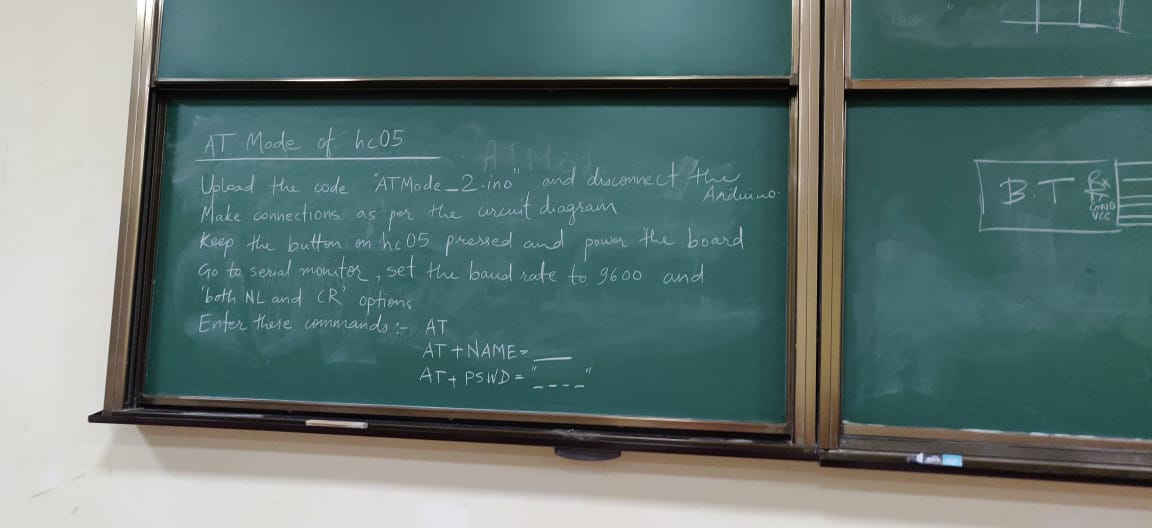 AT Mode of hc05
Upload the code "ATMode_2.ino" and disconnect the
Arduino.
Make connections as per the circuit diagram
Keep the button on hc05 pressed and power the board
Go to serial monitor, set the baud rate to 9600 and
'both NL and CR' options
Enter these commands :- AT
AT+NAME=___
AT+PSWD="_ _ _ _"
B.T
Rx
Tx
GND
VCC